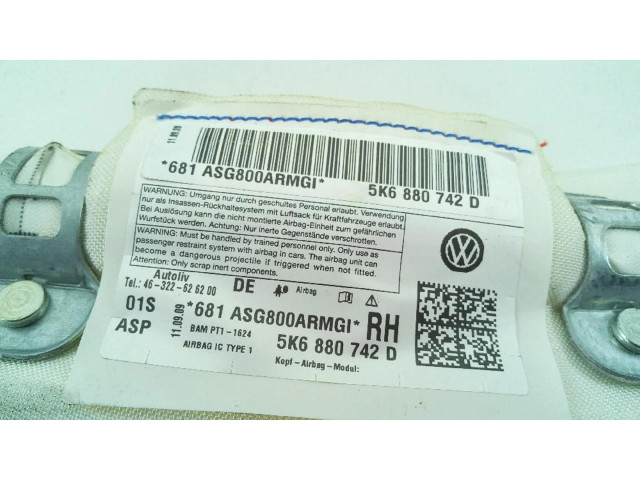 11.09.09
*681 ASG800ARMGI*
5K6 880 742 D
WARNUNG: Umgang nur durch geschultes Personal erlaubt. Verwendung
nur als Insassen-Rückhaltesystem mit Luftsack für Kraftfahrzeuge erlaubt.
Bei Auslösung kann die nicht montierte Airbag-Einheit zum gefährlichen
Wurfstück werden. Achtung: Nur inerte Gegenstände verschrotten.
WARNING: Must be handled by trained personnel only. Use only as
passenger restraint system with airbag in cars. The airbag unit can
become a dangerous projectile if triggered when not installed.
Attention: Only scrap inert components.
Autoliv
Tel.: 46-322-626200
DE
Airbag
01S
ASP
11.09.09
*681 ASG800ARMGI*
RH
BAM PT1-1624
5K6 880 742 D
AIRBAG IC TYPE 1
Kopf-Airbag-Modul: